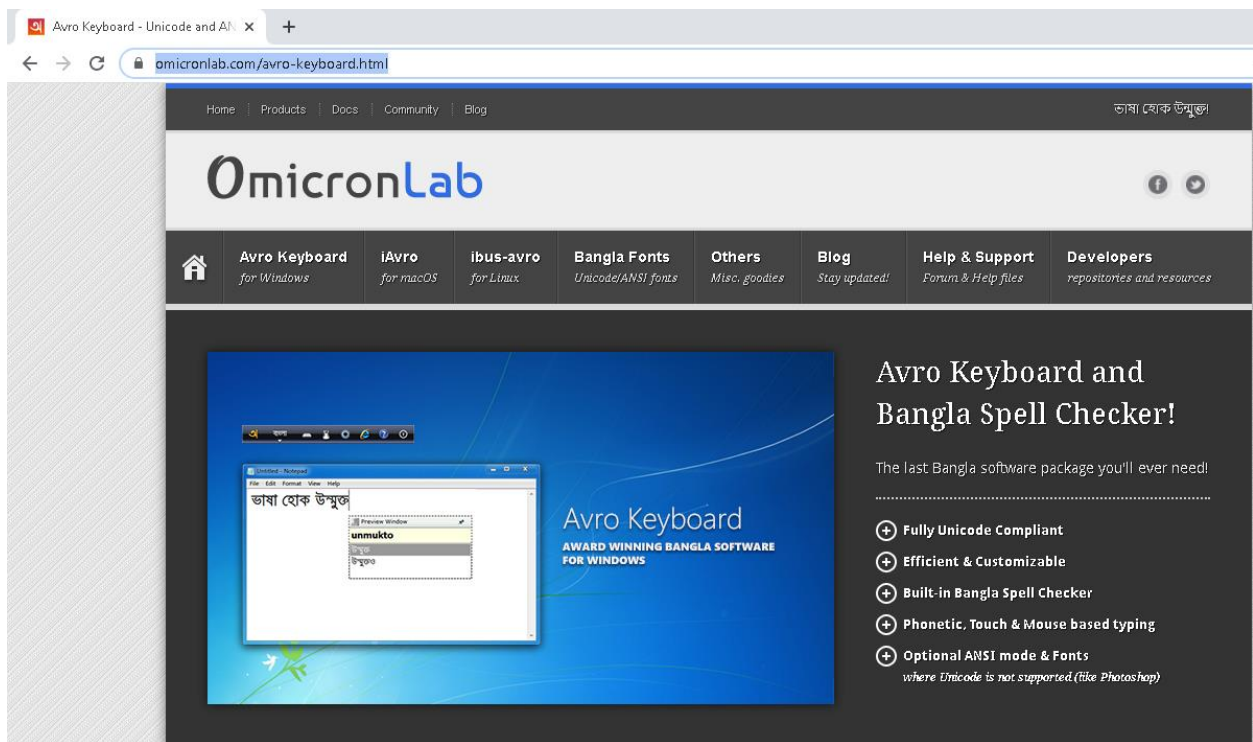 Avro Keyboard - Unicode and AN
omicronlab.com/avro-keyboard.html
Home | Products | Docs | Community | Blog
ভাষা হোক উন্মুক্ত!
OmicronLab
Avro Keyboard
for Windows
iAvro
for macOS
ibus-avro
for Linux
Bangla Fonts
Unicode/ANSI fonts
Others
Misc. goodies
Blog
Stay updated!
Help & Support
Forum & Help files
Developers
repositories and resources
Untitled - Notepad
File Edit Format View Help
ভাষা হোক উন্মুক্ত
Preview Window
unmukto
উন্মুক্ত
উন্মুক্তও
Avro Keyboard
AWARD WINNING BANGLA SOFTWARE
FOR WINDOWS
Avro Keyboard and
Bangla Spell Checker!
The last Bangla software package you'll ever need!
Fully Unicode Compliant
Efficient & Customizable
Built-in Bangla Spell Checker
Phonetic, Touch & Mouse based typing
Optional ANSI mode & Fonts
where Unicode is not supported (like Photoshop)